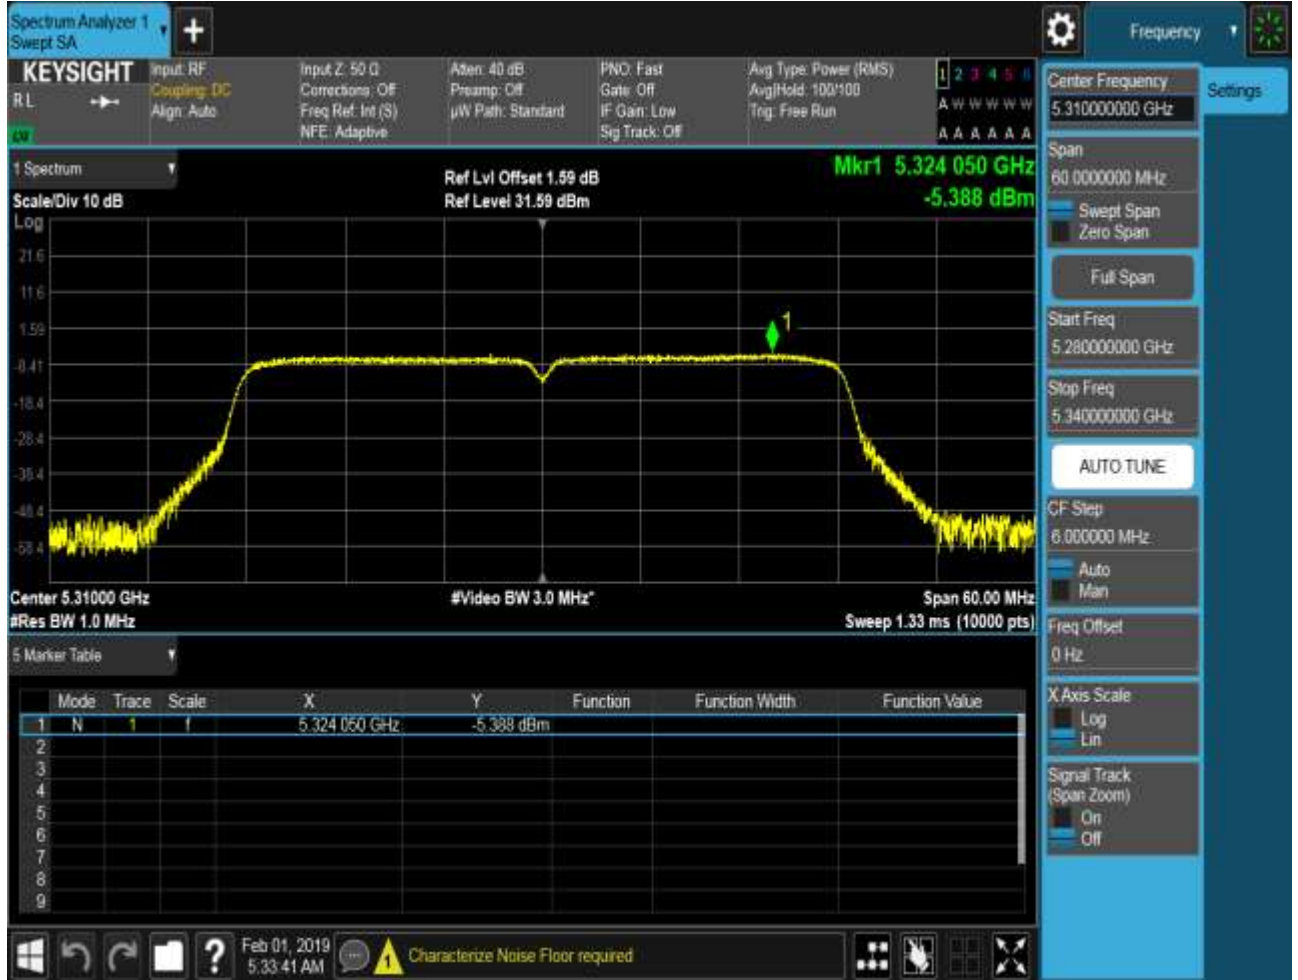 Spectrum Analyzer 1
Swept SA
+
Frequency
KEYSIGHT
RL
Input: RF
Coupling: DC
Align: Auto
Input Z: 50 Ω
Corrections: Off
Freq Ref: Int (S)
NFE: Adaptive
Atten: 40 dB
Preamp: Off
µW Path: Standard
PNO: Fast
Gate: Off
IF Gain: Low
Sig Track: Off
Avg Type: Power (RMS)
Avg|Hold: 100/100
Trig: Free Run
1 2 3 4 5 6
A W W W W W
A A A A A A
1 Spectrum
Scale/Div 10 dB
Log
Ref Lvl Offset 1.59 dB
Ref Level 31.59 dBm
Mkr1 5.324 050 GHz
-5.388 dBm
21.6
11.6
1.59
-8.41
-18.4
-28.4
-38.4
-48.4
-58.4
1
Center 5.31000 GHz
#Res BW 1.0 MHz
#Video BW 3.0 MHz*
Span 60.00 MHz
Sweep 1.33 ms (10000 pts)
5 Marker Table
Mode Trace Scale X Y Function Function Width Function Value
1 N 1 f 5.324 050 GHz -5.388 dBm
2
3
4
5
6
7
8
9
Center Frequency
5.310000000 GHz
Settings
Span
60.0000000 MHz
Swept Span
Zero Span
Full Span
Start Freq
5.280000000 GHz
Stop Freq
5.340000000 GHz
AUTO TUNE
CF Step
6.000000 MHz
Auto
Man
Freq Offset
0 Hz
X Axis Scale
Log
Lin
Signal Track
(Span Zoom)
On
Off
?
Feb 01, 2019
5:33:41 AM
1
Characterize Noise Floor required